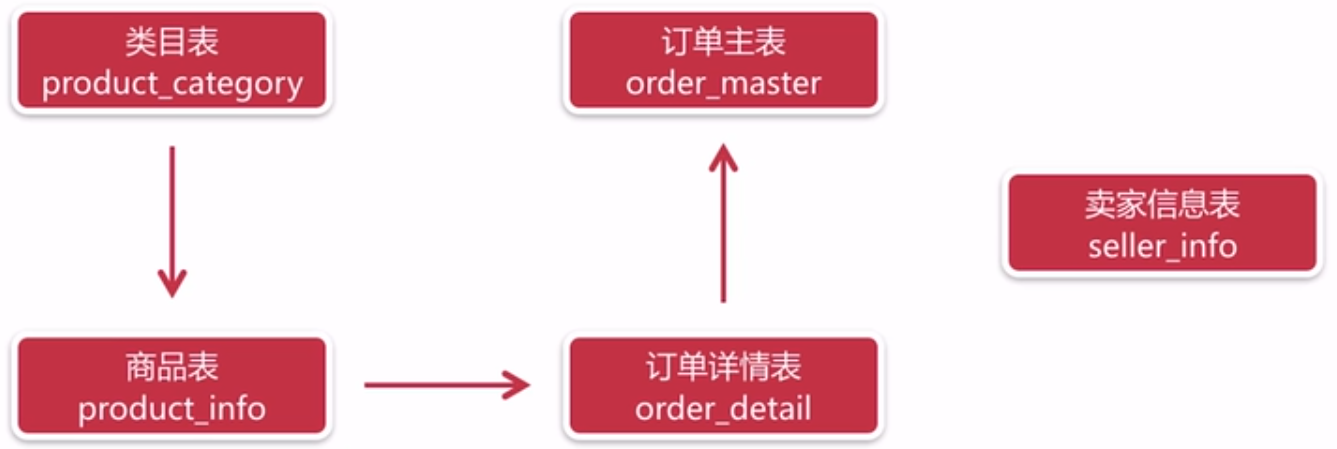 类目表
product_category
订单主表
order_master
卖家信息表
seller_info
商品表
product_info
订单详情表
order_detail